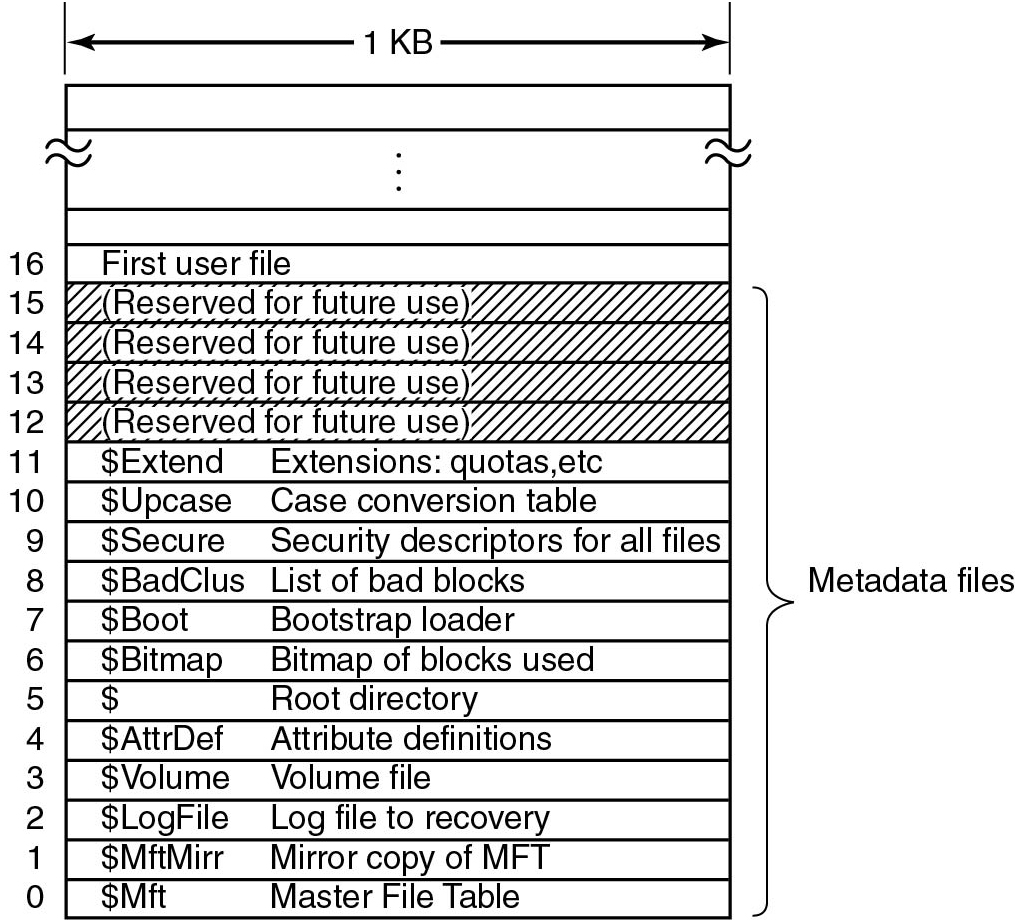 1 KB
16 First user file
15 (Reserved for future use)
14 (Reserved for future use)
13 (Reserved for future use)
12 (Reserved for future use)
11 $Extend Extensions: quotas,etc
10 $Upcase Case conversion table
9 $Secure Security descriptors for all files
8 $BadClus List of bad blocks
Metadata files
7 $Boot Bootstrap loader
6 $Bitmap Bitmap of blocks used
5 $ Root directory
4 $AttrDef Attribute definitions
3 $Volume Volume file
2 $LogFile Log file to recovery
1 $MftMirr Mirror copy of MFT
0 $Mft Master File Table